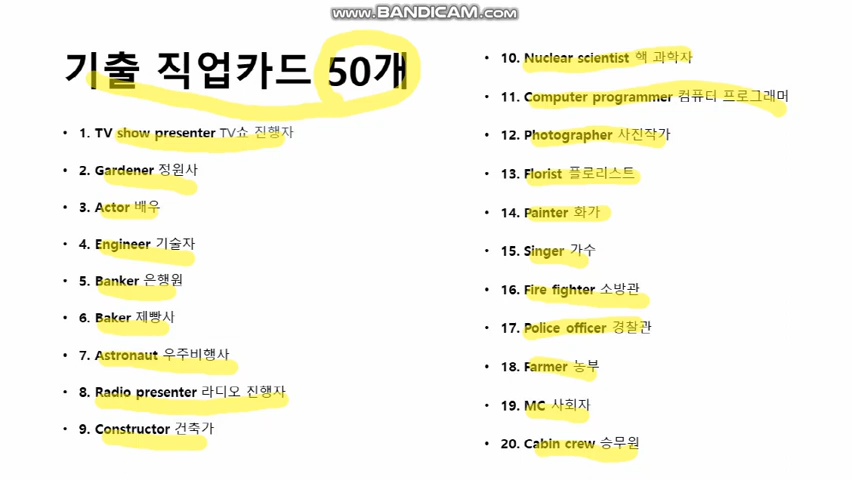 www.BANDICAM.com
기출 직업카드 50개
• 1. TV show presenter TV쇼 진행자
• 2. Gardener 정원사
• 3. Actor 배우
• 4. Engineer 기술자
• 5. Banker 은행원
• 6. Baker 제빵사
• 7. Astronaut 우주비행사
• 8. Radio presenter 라디오 진행자
• 9. Constructor 건축가
• 10. Nuclear scientist 핵 과학자
• 11. Computer programmer 컴퓨터 프로그래머
• 12. Photographer 사진작가
• 13. Florist 플로리스트
• 14. Painter 화가
• 15. Singer 가수
• 16. Fire fighter 소방관
• 17. Police officer 경찰관
• 18. Farmer 농부
• 19. MC 사회자
• 20. Cabin crew 승무원